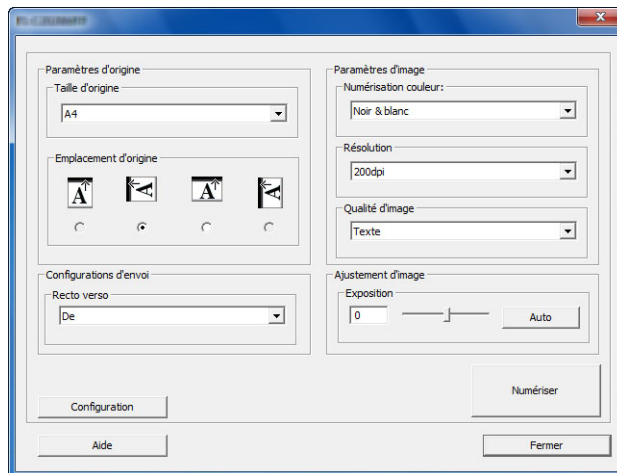 Paramètres d'origine
Taille d'origine
A4
Emplacement d'origine
A
A
A
A
Configurations d'envoi
Recto verso
De
Configuration
Aide
Paramètres d'image
Numérisation couleur:
Noir & blanc
Résolution
200dpi
Qualité d'image
Texte
Ajustement d'image
Exposition
0
Auto
Numériser
Fermer